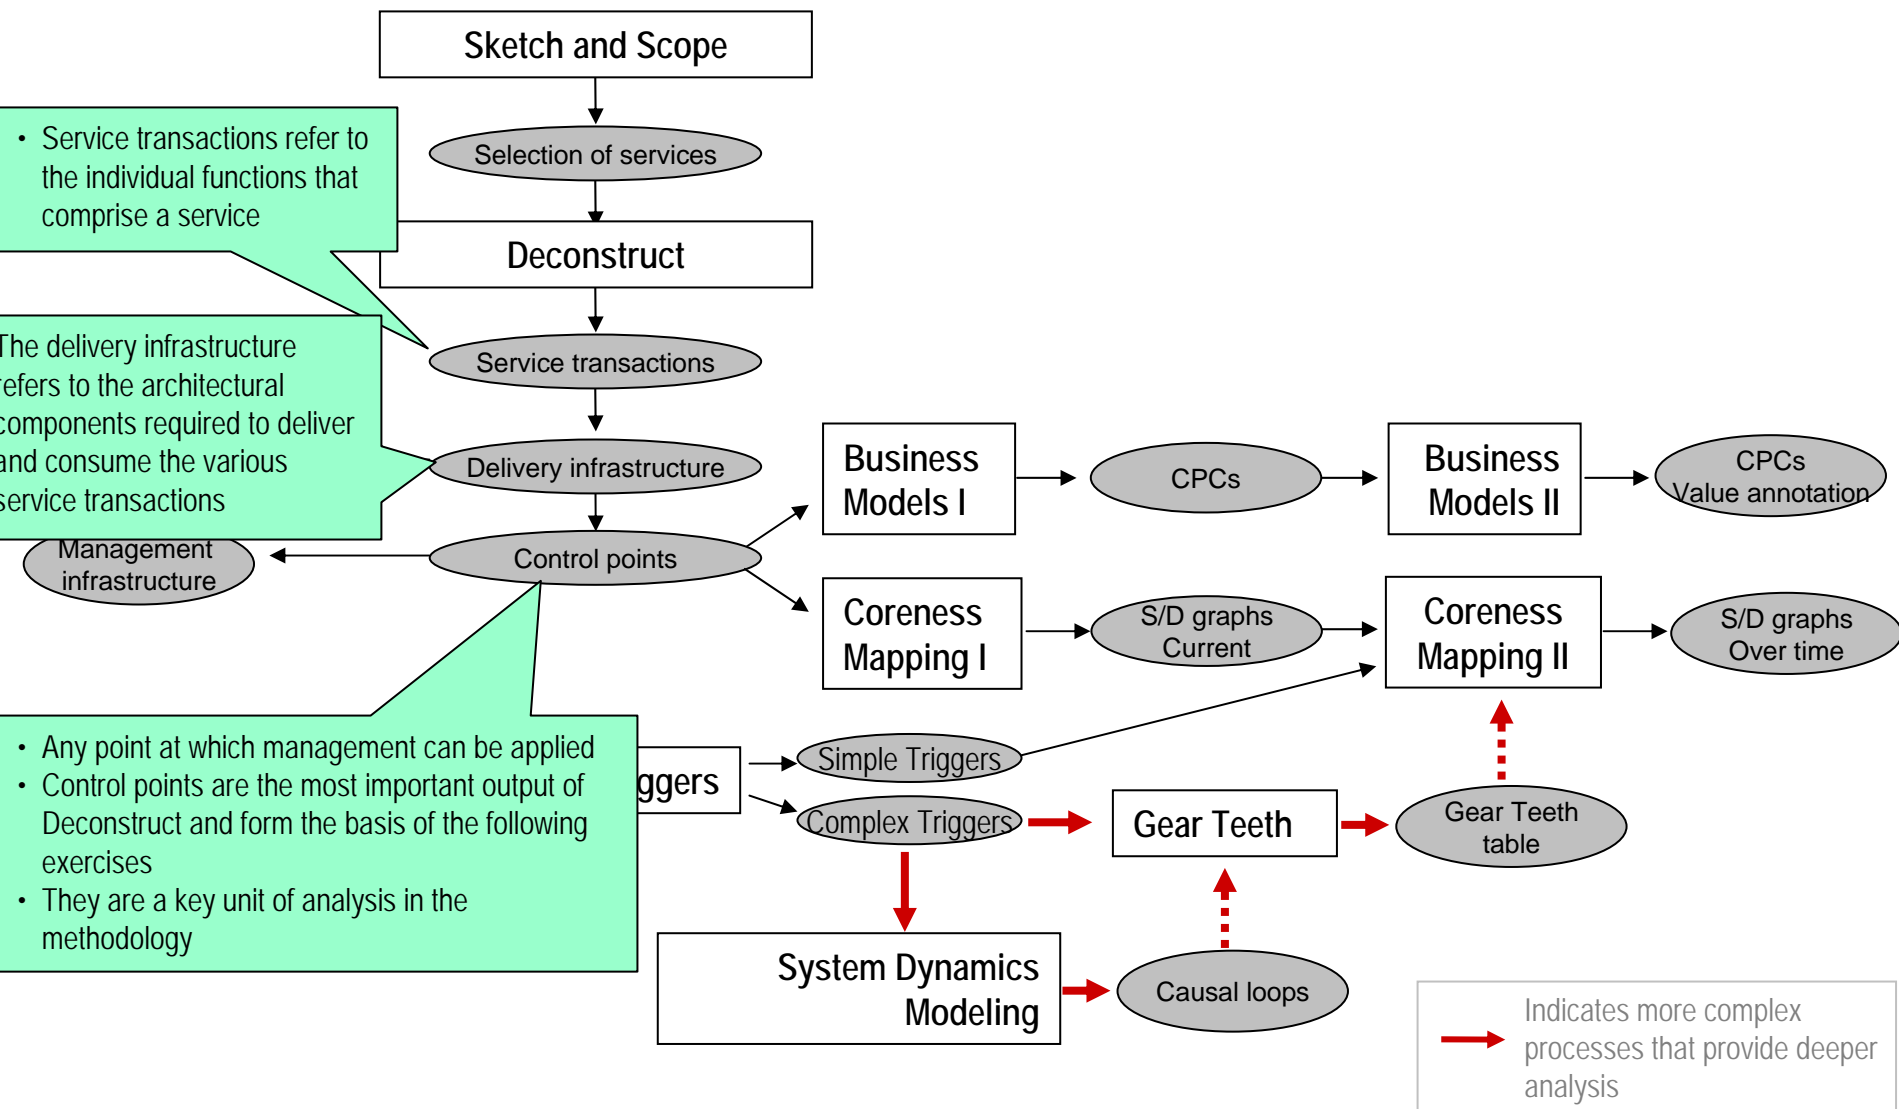 Sketch and Scope
• Service transactions refer to
the individual functions that
comprise a service
Selection of services
Deconstruct
The delivery infrastructure
refers to the architectural
components required to deliver
and consume the various
service transactions
Service transactions
Delivery infrastructure
Control points
Management
infrastructure
Business
Models I
CPCs
Business
Models II
CPCs
Value annotation
Coreness
Mapping I
S/D graphs
Current
Coreness
Mapping II
S/D graphs
Over time
• Any point at which management can be applied
• Control points are the most important output of
Deconstruct and form the basis of the following
exercises
• They are a key unit of analysis in the
methodology
ggers
Simple Triggers
Complex Triggers
Gear Teeth
Gear Teeth
table
System Dynamics
Modeling
Causal loops
Indicates more complex
processes that provide deeper
analysis